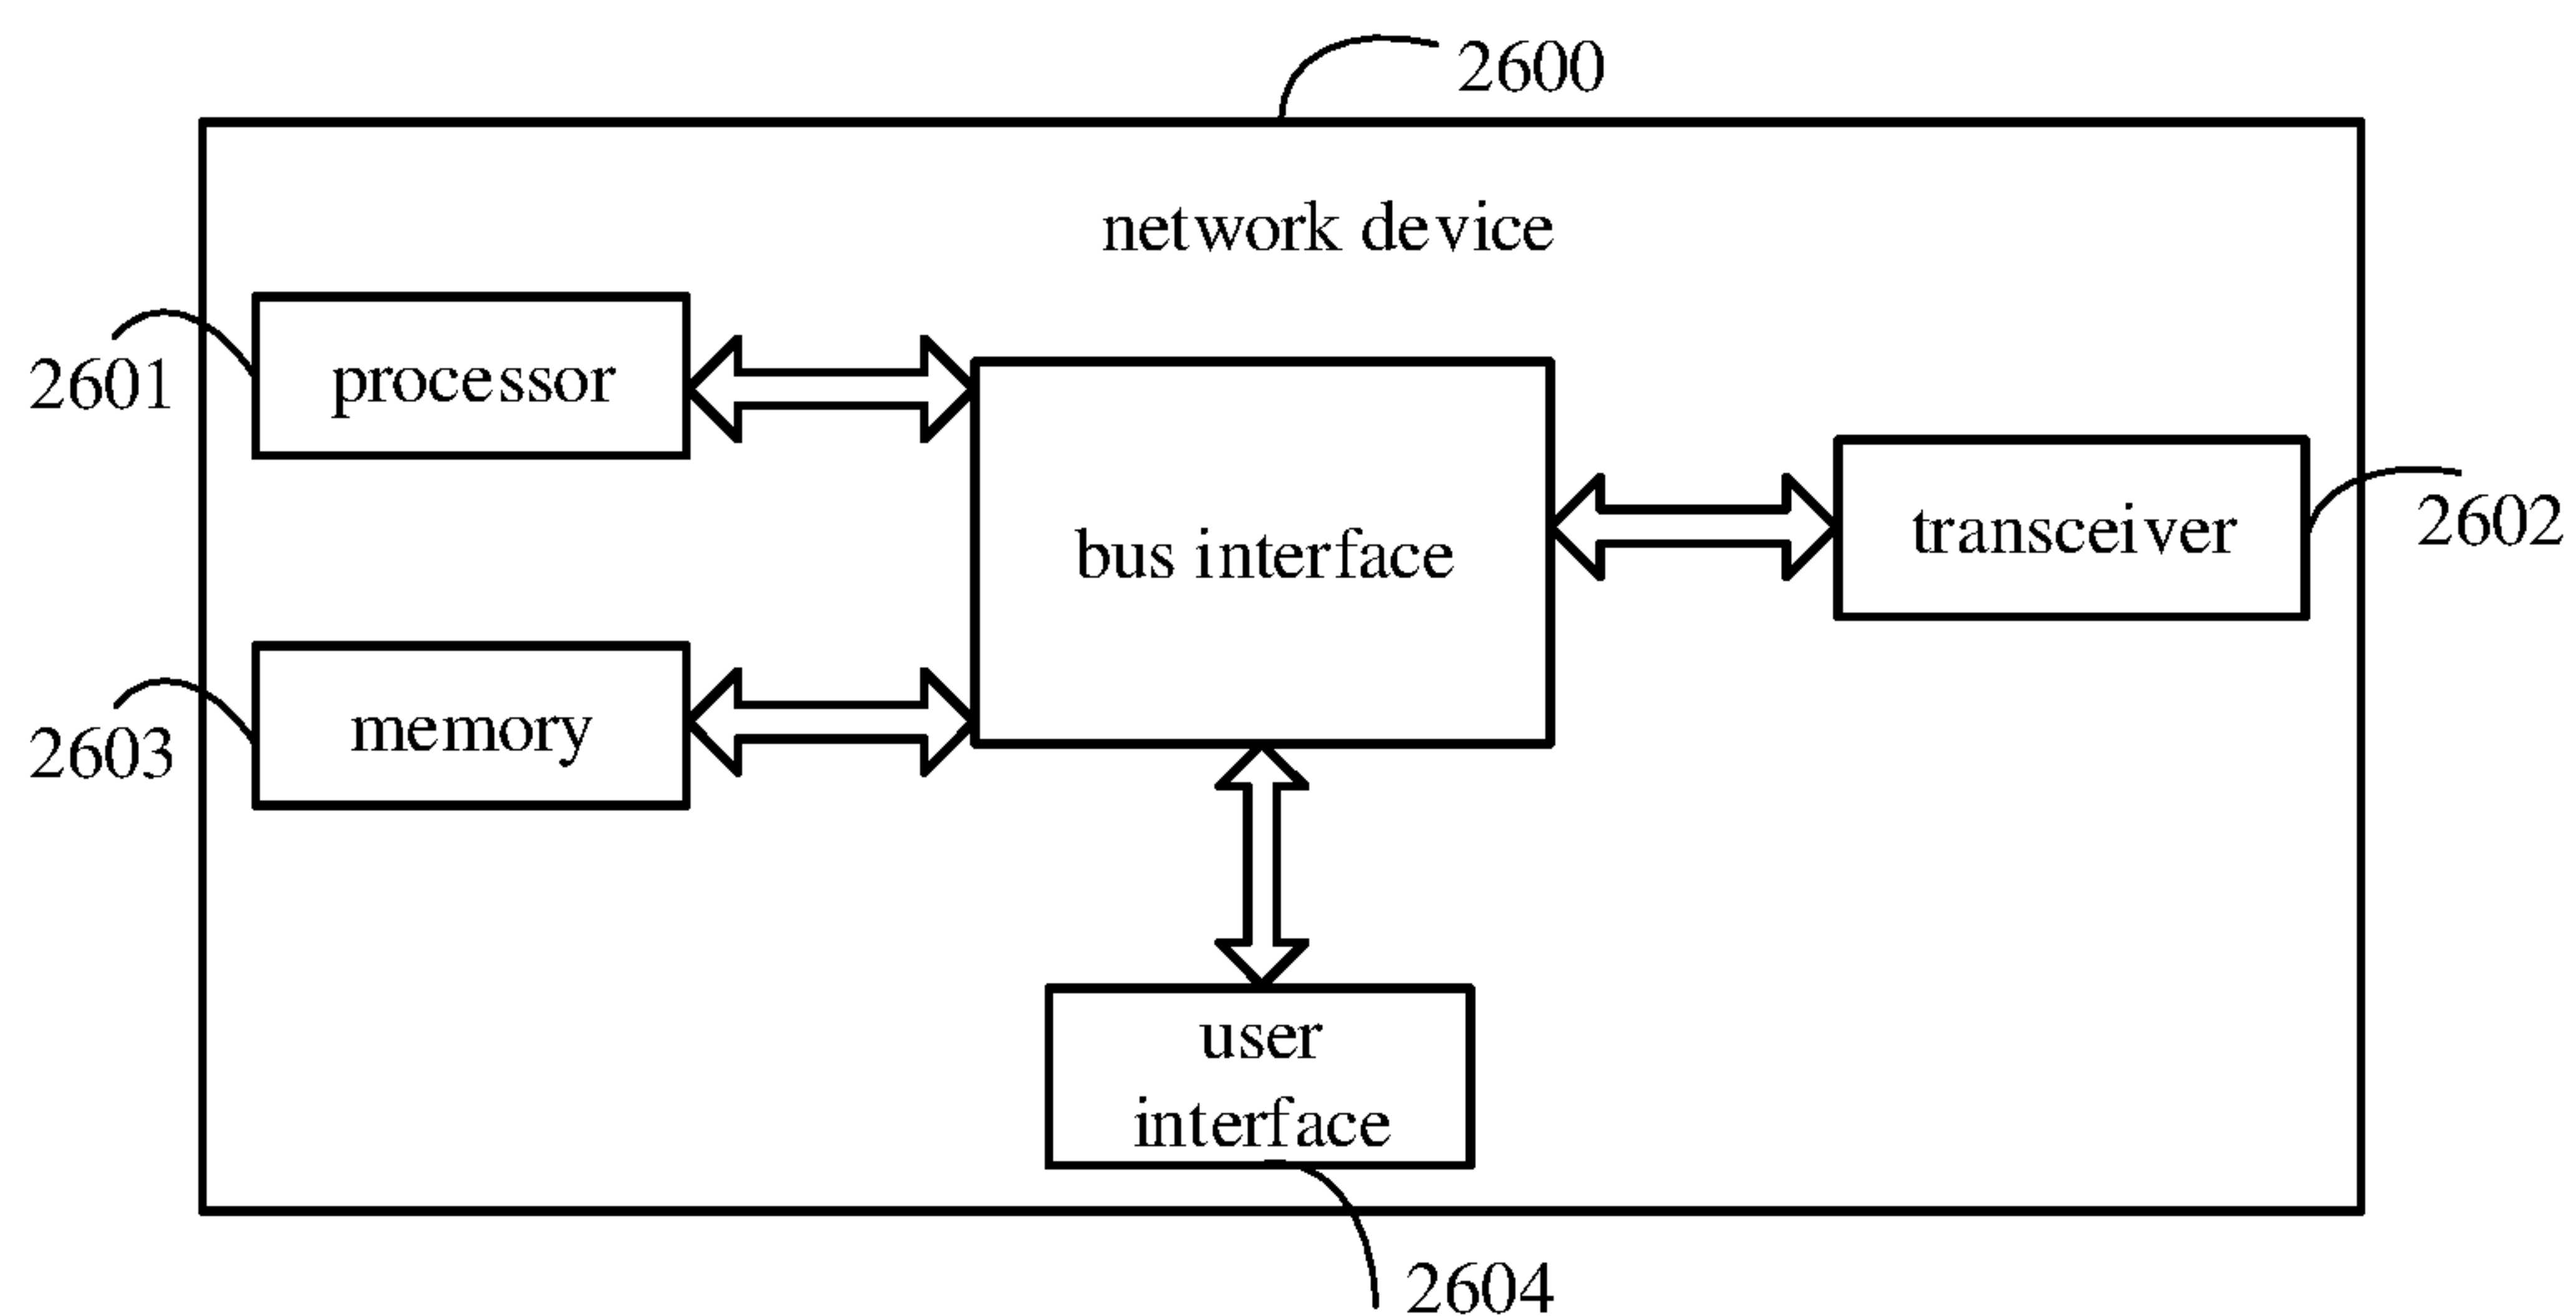 2600
network device
2601
processor
bus interface
transceiver
2602
2603
memory
user
interface
2604